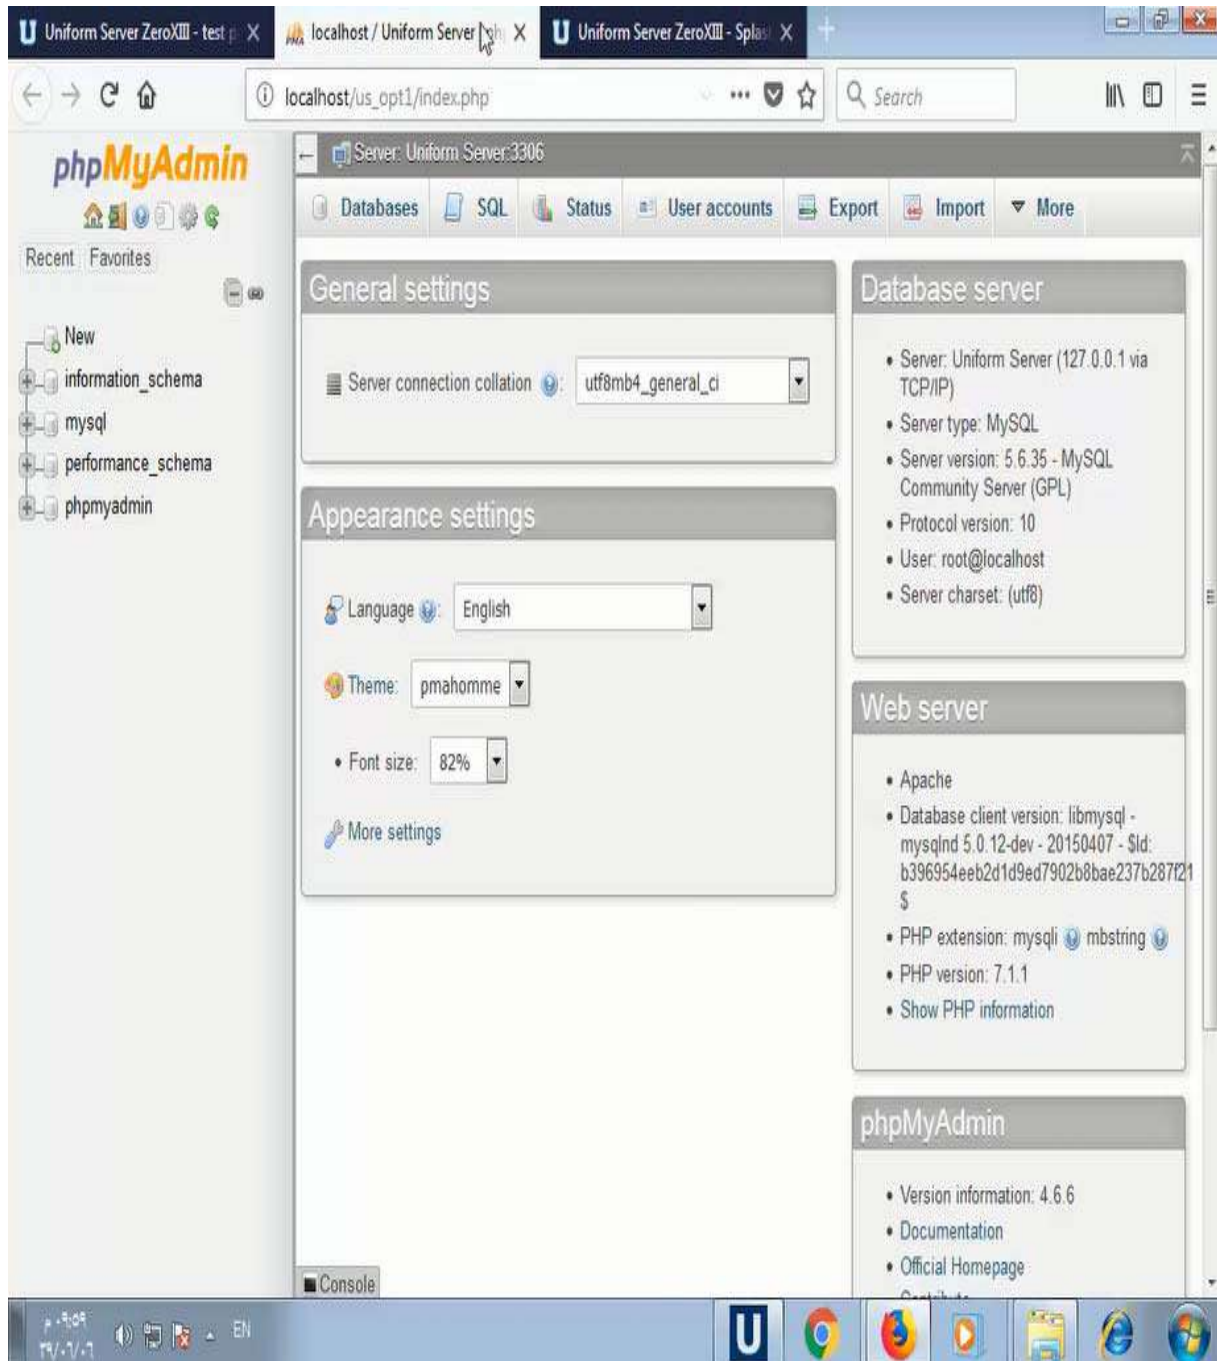 Uniform Server ZeroXIII - test p
localhost / Uniform Server
Uniform Server ZeroXIII - Splas
localhost/us_opt1/index.php
Search
phpMyAdmin
Recent Favorites
New
information_schema
mysql
performance_schema
phpmyadmin
Server: Uniform Server:3306
Databases SQL Status User accounts Export Import More
General settings
Server connection collation : utf8mb4_general_ci
Appearance settings
Language : English
Theme: pmahomme
• Font size: 82%
More settings
Console
Database server
• Server: Uniform Server (127.0.0.1 via
TCP/IP)
• Server type: MySQL
• Server version: 5.6.35 - MySQL
Community Server (GPL)
• Protocol version: 10
• User: root@localhost
• Server charset: (utf8)
Web server
• Apache
• Database client version: libmysql -
mysqlnd 5.0.12-dev - 20150407 - $Id:
b396954eeb2d1d9ed7902b8bae237b287f21
$
• PHP extension: mysqli mbstring
• PHP version: 7.1.1
• Show PHP information
phpMyAdmin
• Version information: 4.6.6
• Documentation
• Official Homepage
EN